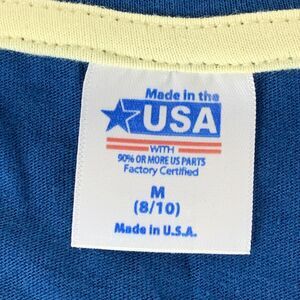 Made in the
USA
WITH
90% OR MORE US PARTS
Factory Certified
M
(8/10)
Made in U.S.A.